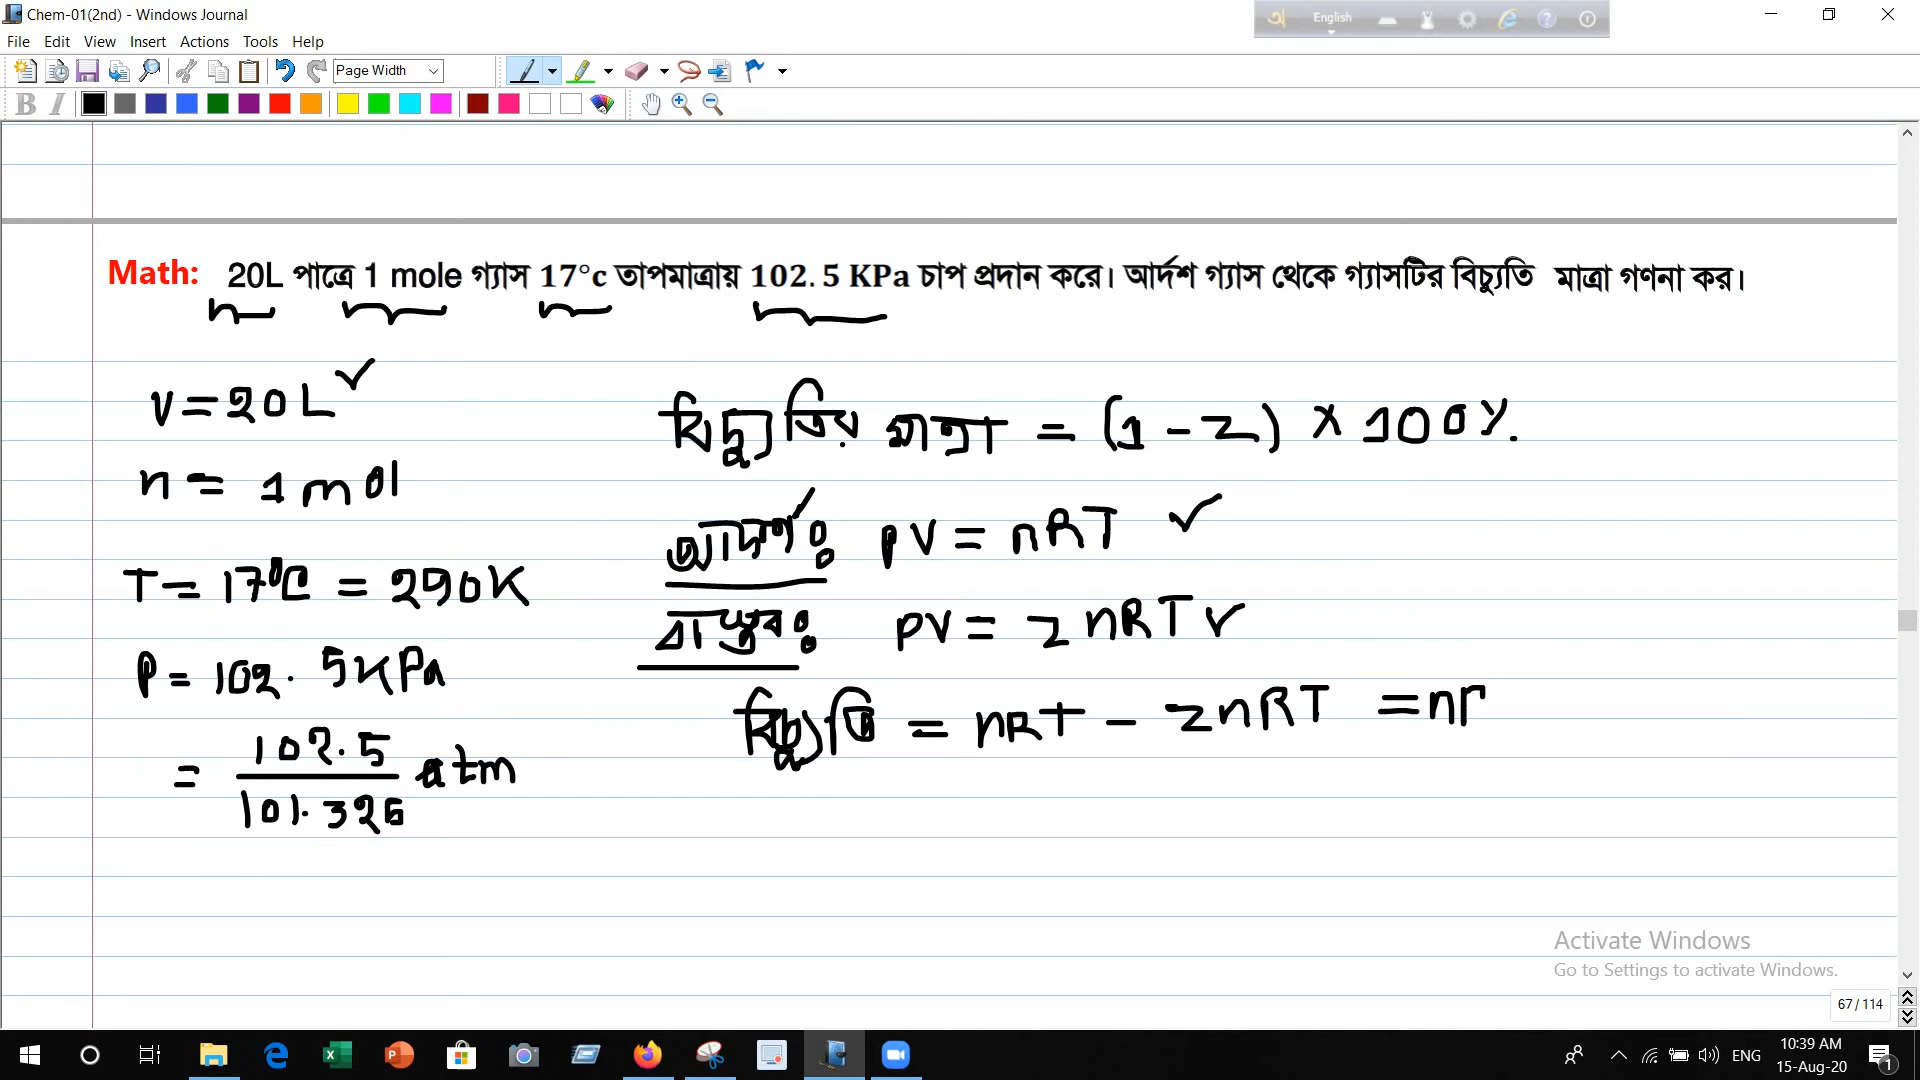 Chem-01(2nd) - Windows Journal
English
File Edit View Insert Actions Tools Help
Page Width
B I
Math: 20L পাত্রে 1 mole গ্যাস 17°c তাপমাত্রায় 102.5 KPa চাপ প্রদান করে। আর্দশ গ্যাস থেকে গ্যাসটির বিচ্যুতি মাত্রা গণনা কর।
V = 20L ✓
বিচ্যুতির মাত্রা = (1 - Z) × 100%
n = 1 mol
আদর্শ: PV = nRT ✓
T = 17°C = 290K
বাস্তব: PV = Z nRT ✓
P = 102.5 KPa
বিচ্যুতি = nRT - ZnRT = n
= 102.5 / 101.325 atm
Activate Windows
Go to Settings to activate Windows.
67 / 114
ENG
10:39 AM
15-Aug-20
1